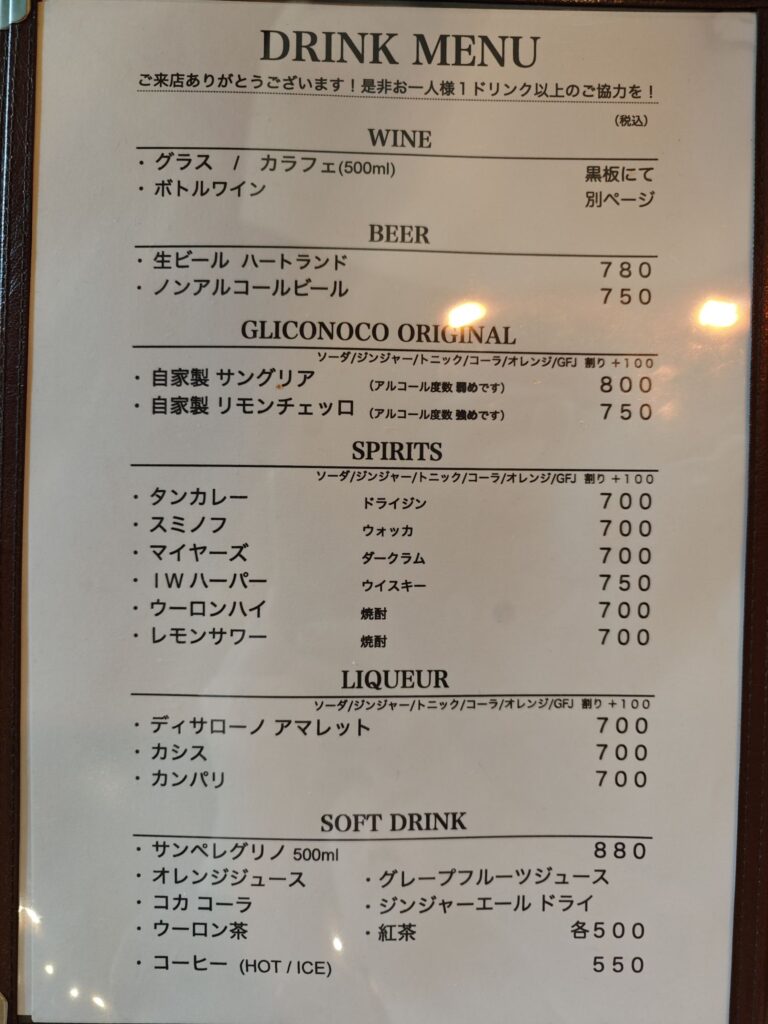 DRINK MENU
ご来店ありがとうございます！是非お一人様１ドリンク以上のご協力を！
（税込）
WINE
・グラス / カラフェ(500ml) 黒板にて
・ボトルワイン 別ページ
BEER
・生ビール ハートランド ７８０
・ノンアルコールビール ７５０
GLICONOCO ORIGINAL
ソーダ/ジンジャー/トニック/コーラ/オレンジ/GFJ 割り＋１００
・自家製 サングリア （アルコール度数 弱めです） ８００
・自家製 リモンチェッロ （アルコール度数 強めです） ７５０
SPIRITS
ソーダ/ジンジャー/トニック/コーラ/オレンジ/GFJ 割り＋１００
・タンカレー ドライジン ７００
・スミノフ ウォッカ ７００
・マイヤーズ ダークラム ７００
・ＩＷハーパー ウイスキー ７５０
・ウーロンハイ 焼酎 ７００
・レモンサワー 焼酎 ７００
LIQUEUR
ソーダ/ジンジャー/トニック/コーラ/オレンジ/GFJ 割り＋１００
・ディサローノ アマレット ７００
・カシス ７００
・カンパリ ７００
SOFT DRINK
・サンペレグリノ 500ml ８８０
・オレンジジュース ・グレープフルーツジュース
・コカ コーラ ・ジンジャーエール ドライ
・ウーロン茶 ・紅茶 各５００
・コーヒー (HOT / ICE) ５５０